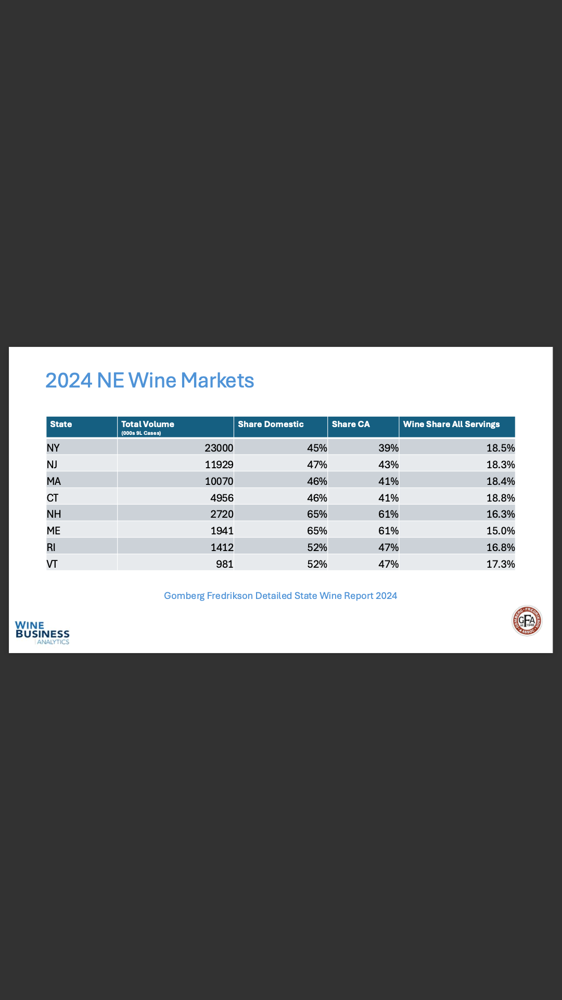 2024 NE Wine Markets
State Total Volume Share Domestic Share CA Wine Share All Servings
(000s 9L Cases)
NY 23000 45% 39% 18.5%
NJ 11929 47% 43% 18.3%
MA 10070 46% 41% 18.4%
CT 4956 46% 41% 18.8%
NH 2720 65% 61% 16.3%
ME 1941 65% 61% 15.0%
RI 1412 52% 47% 16.8%
VT 981 52% 47% 17.3%
Gomberg Fredrikson Detailed State Wine Report 2024
WINE
BUSINESS
ANALYTICS
GOMBERG · FREDRIKSON
GFA
est 1948
& ASSOC